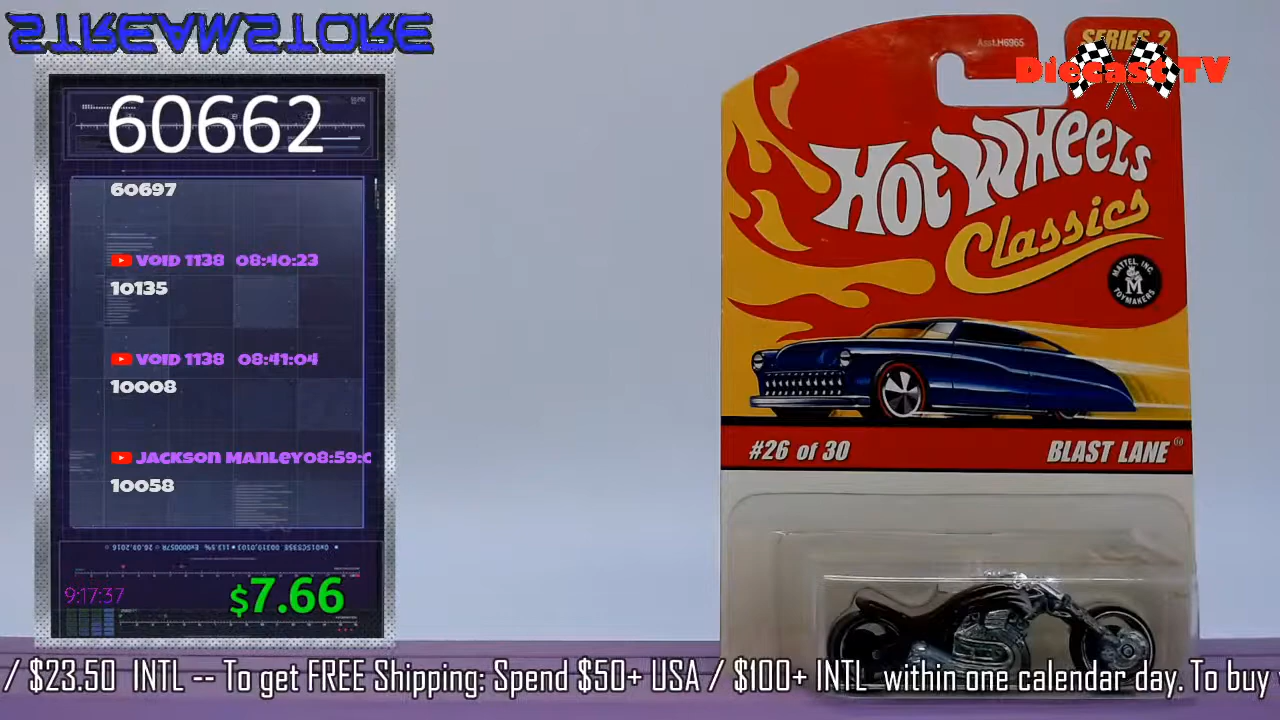 STREAMSTORE
60662
60697
VOID 1138 08:40:23
10135
VOID 1138 08:41:04
10008
Jackson Manley08:59:0
10058
9:17:37
$7.66
Asst.H6965
SERIES 2
Diecast TV
Hot Wheels
Classics
MATTEL, INC.
M
TOYMAKERS
#26 of 30
BLAST LANE
/ $23.50 INTL -- To get FREE Shipping: Spend $50+ USA / $100+ INTL within one calendar day. To buy